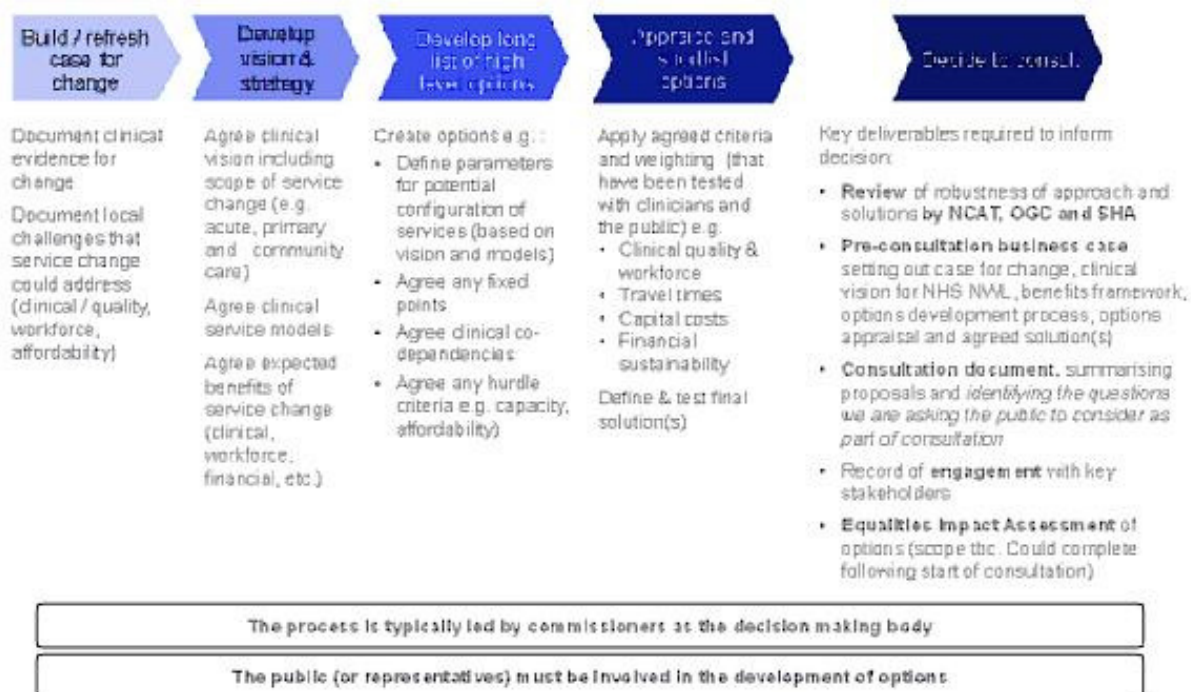 Build / refresh
case for
change
Develop
vision &
strategy
Develop long
list of high
level options
Appraise and
shortlist
options
Decide to consult
Document clinical
evidence for
change
Document local
challenges that
service change
could address
(clinical / quality,
workforce,
affordability)
Agree clinical
vision including
scope of service
change (e.g.
acute, primary
and community
care)
Agree clinical
service models
Agree expected
benefits of
service change
(clinical,
workforce,
financial, etc.)
Create options e.g. :
• Define parameters
for potential
configuration of
services (based on
vision and models)
• Agree any fixed
points
• Agree clinical co-
dependencies
• Agree any hurdle
criteria e.g. capacity,
affordability)
Apply agreed criteria
and weighting (that
have been tested
with clinicians and
the public) e.g.
• Clinical quality &
workforce
• Travel times
• Capital costs
• Financial
sustainability
Define & test final
solution(s)
Key deliverables required to inform
decision:
• Review of robustness of approach and
solutions by NCAT, OGC and SHA
• Pre-consultation business case
setting out case for change, clinical
vision for NHS NWL, benefits framework,
options development process, options
appraisal and agreed solution(s)
• Consultation document, summarising
proposals and identifying the questions
we are asking the public to consider as
part of consultation
• Record of engagement with key
stakeholders
• Equalities Impact Assessment of
options (scope tbc. Could complete
following start of consultation)
The process is typically led by commissioners as the decision making body
The public (or representatives) must be involved in the development of options